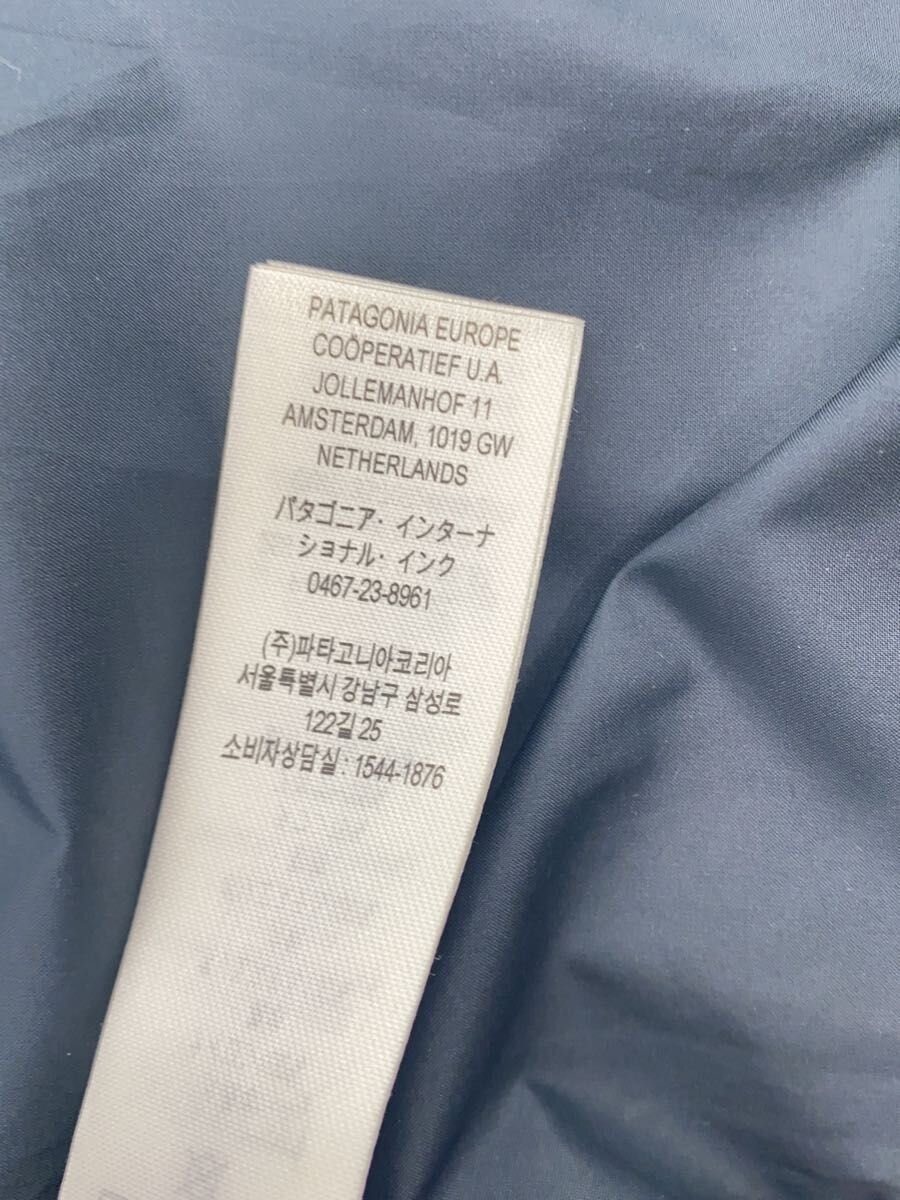 PATAGONIA EUROPE
COÖPERATIEF U.A.
JOLLEMANHOF 11
AMSTERDAM, 1019 GW
NETHERLANDS
パタゴニア・インターナ
ショナル・インク
0467-23-8961
(주)파타고니아코리아
서울특별시 강남구 삼성로
122길 25
소비자상담실 : 1544-1876